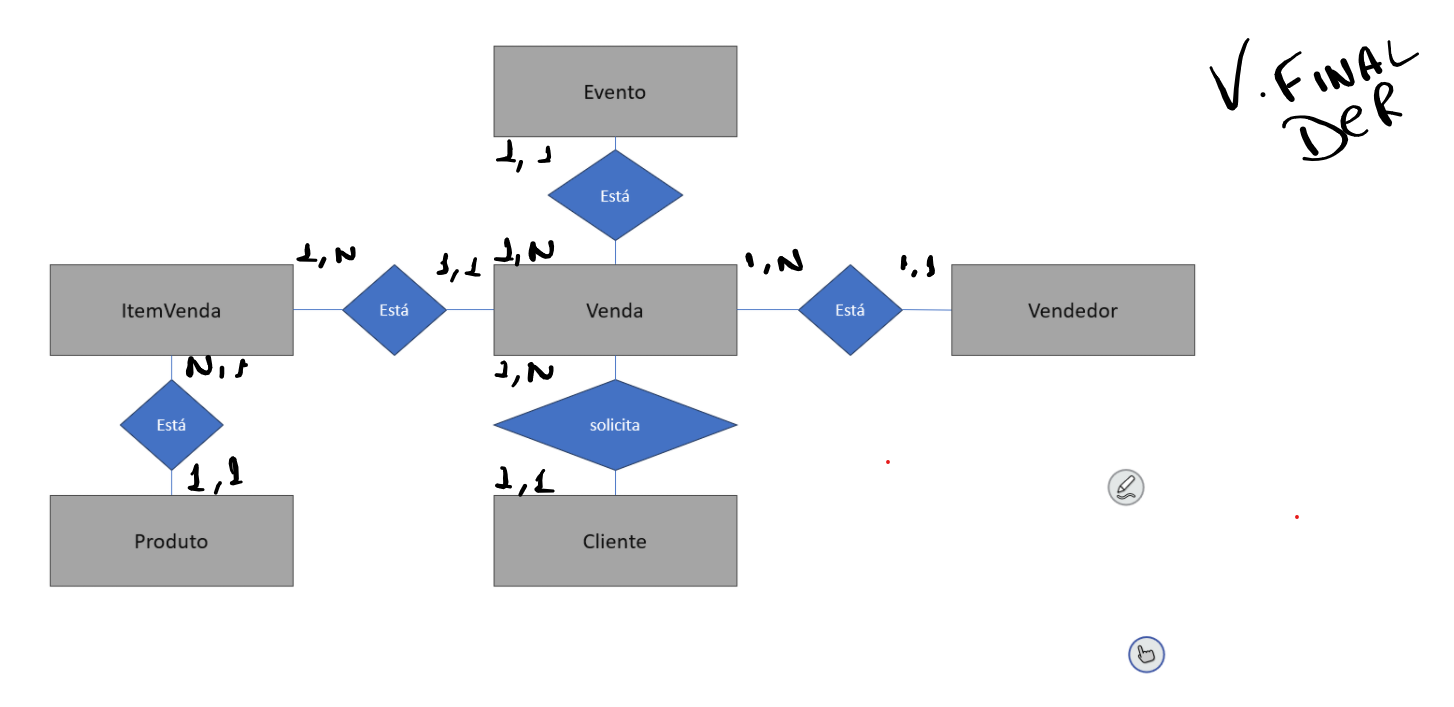 V. FINAL
DER
Evento
1, 1
Está
1, N
1, 1
1, N
1, N
1, 1
ItemVenda
Está
Venda
Está
Vendedor
N, 1
1, N
Está
solicita
1, 1
1, 1
Produto
Cliente